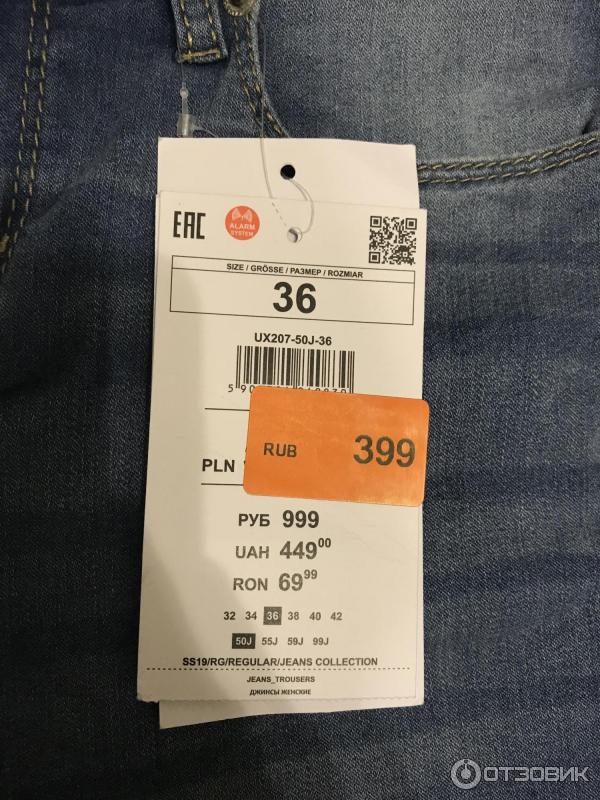 EAC
ALARM
SYSTEM
SIZE / GRÖSSE / РАЗМЕР / ROZMIAR
36
UX207-50J-36
RUB 399
PLN
РУБ 999
UAH 449⁰⁰
RON 69⁹⁹
32 34 36 38 40 42
50J 55J 59J 99J
SS19/RG/REGULAR/JEANS COLLECTION
JEANS_TROUSERS
ДЖИНСЫ ЖЕНСКИЕ
ОТЗОВИК